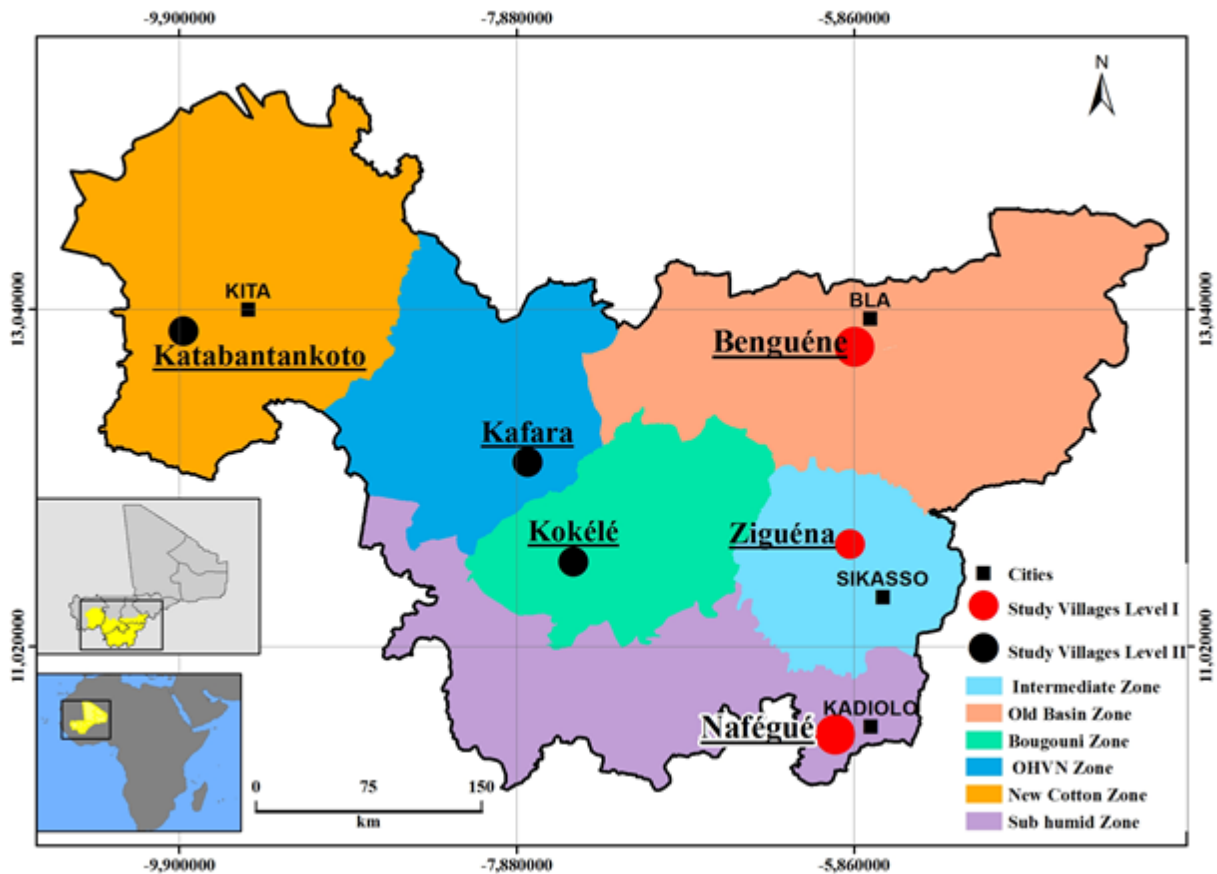 -9,900000 -7,880000 -5,860000
N
13,040000 13,040000
KITA
BLA
Katabantankoto
Benguéne
Kafara
Kokélé
Ziguéna
SIKASSO
Cities
Study Villages Level I
11,020000 11,020000
Study Villages Level II
Intermediate Zone
KADIOLO
Old Basin Zone
Nafégué
Bougouni Zone
OHVN Zone
0 75 150
New Cotton Zone
km
Sub humid Zone
-9,900000 -7,880000 -5,860000